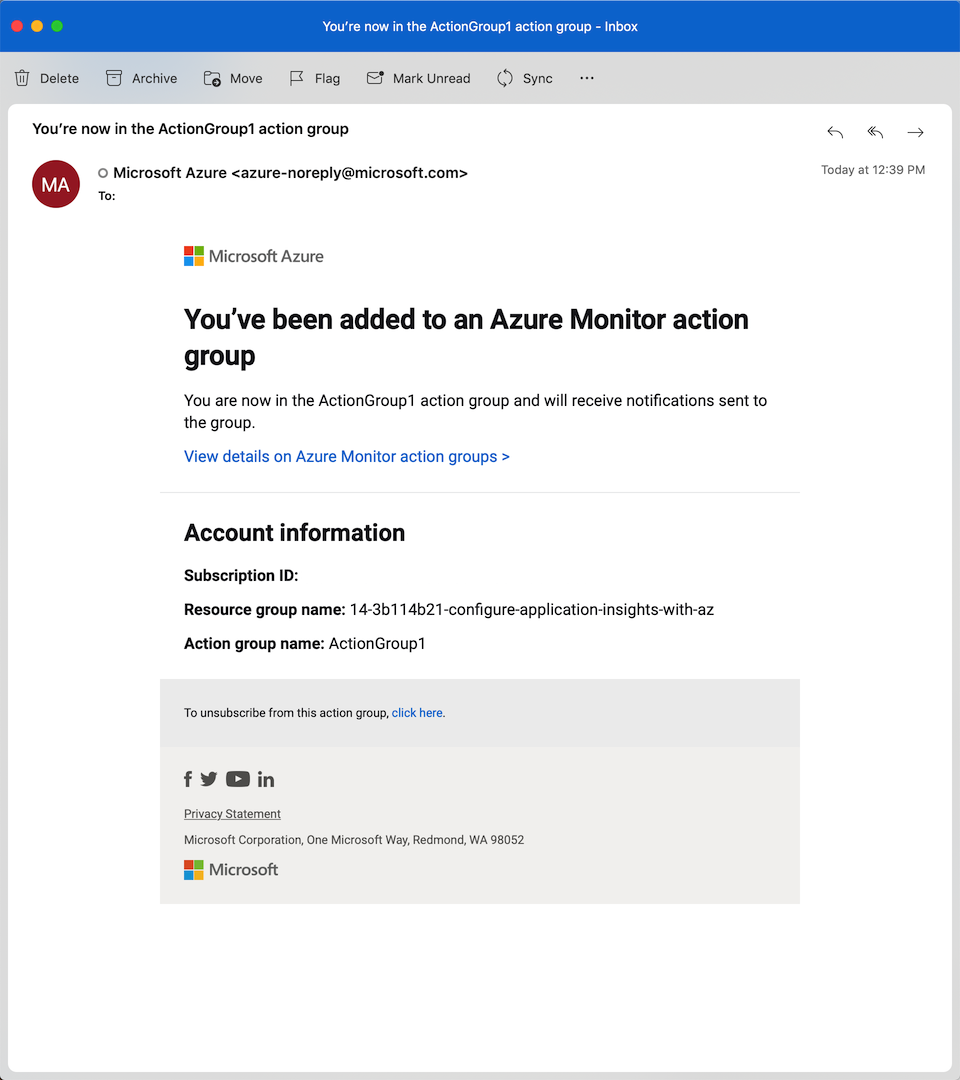 You’re now in the ActionGroup1 action group - Inbox
Delete
Archive
Move
Flag
Mark Unread
Sync
You’re now in the ActionGroup1 action group
MA
Microsoft Azure <azure-noreply@microsoft.com>
Today at 12:39 PM
To:
Microsoft Azure
You’ve been added to an Azure Monitor action
group
You are now in the ActionGroup1 action group and will receive notifications sent to
the group.
View details on Azure Monitor action groups >
Account information
Subscription ID:
Resource group name: 14-3b114b21-configure-application-insights-with-az
Action group name: ActionGroup1
To unsubscribe from this action group, click here.
Privacy Statement
Microsoft Corporation, One Microsoft Way, Redmond, WA 98052
Microsoft